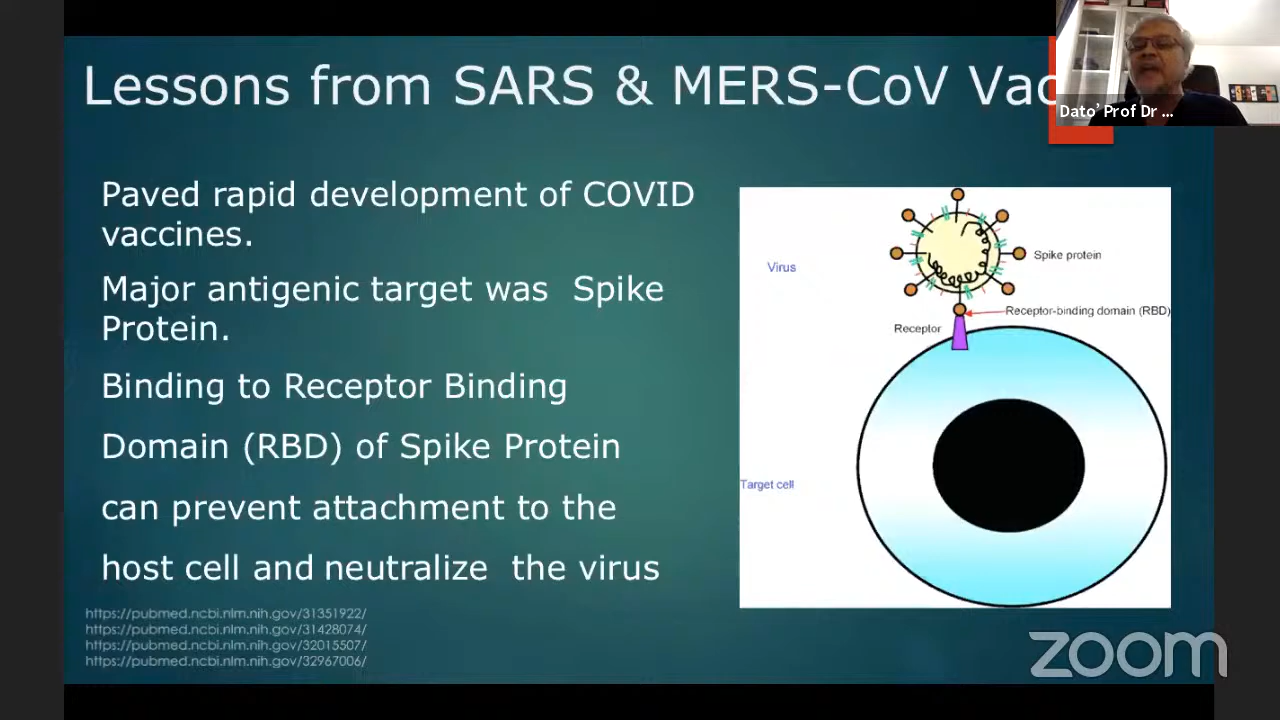 Lessons from SARS & MERS-CoV Vac
Dato' Prof Dr ...
Paved rapid development of COVID
vaccines.
Major antigenic target was Spike
Protein.
Binding to Receptor Binding
Domain (RBD) of Spike Protein
can prevent attachment to the
host cell and neutralize the virus
Virus
Spike protein
Receptor-binding domain (RBD)
Receptor
Target cell
https://pubmed.ncbi.nlm.nih.gov/31351922/
https://pubmed.ncbi.nlm.nih.gov/31428074/
https://pubmed.ncbi.nlm.nih.gov/32015507/
https://pubmed.ncbi.nlm.nih.gov/32967006/
zoom